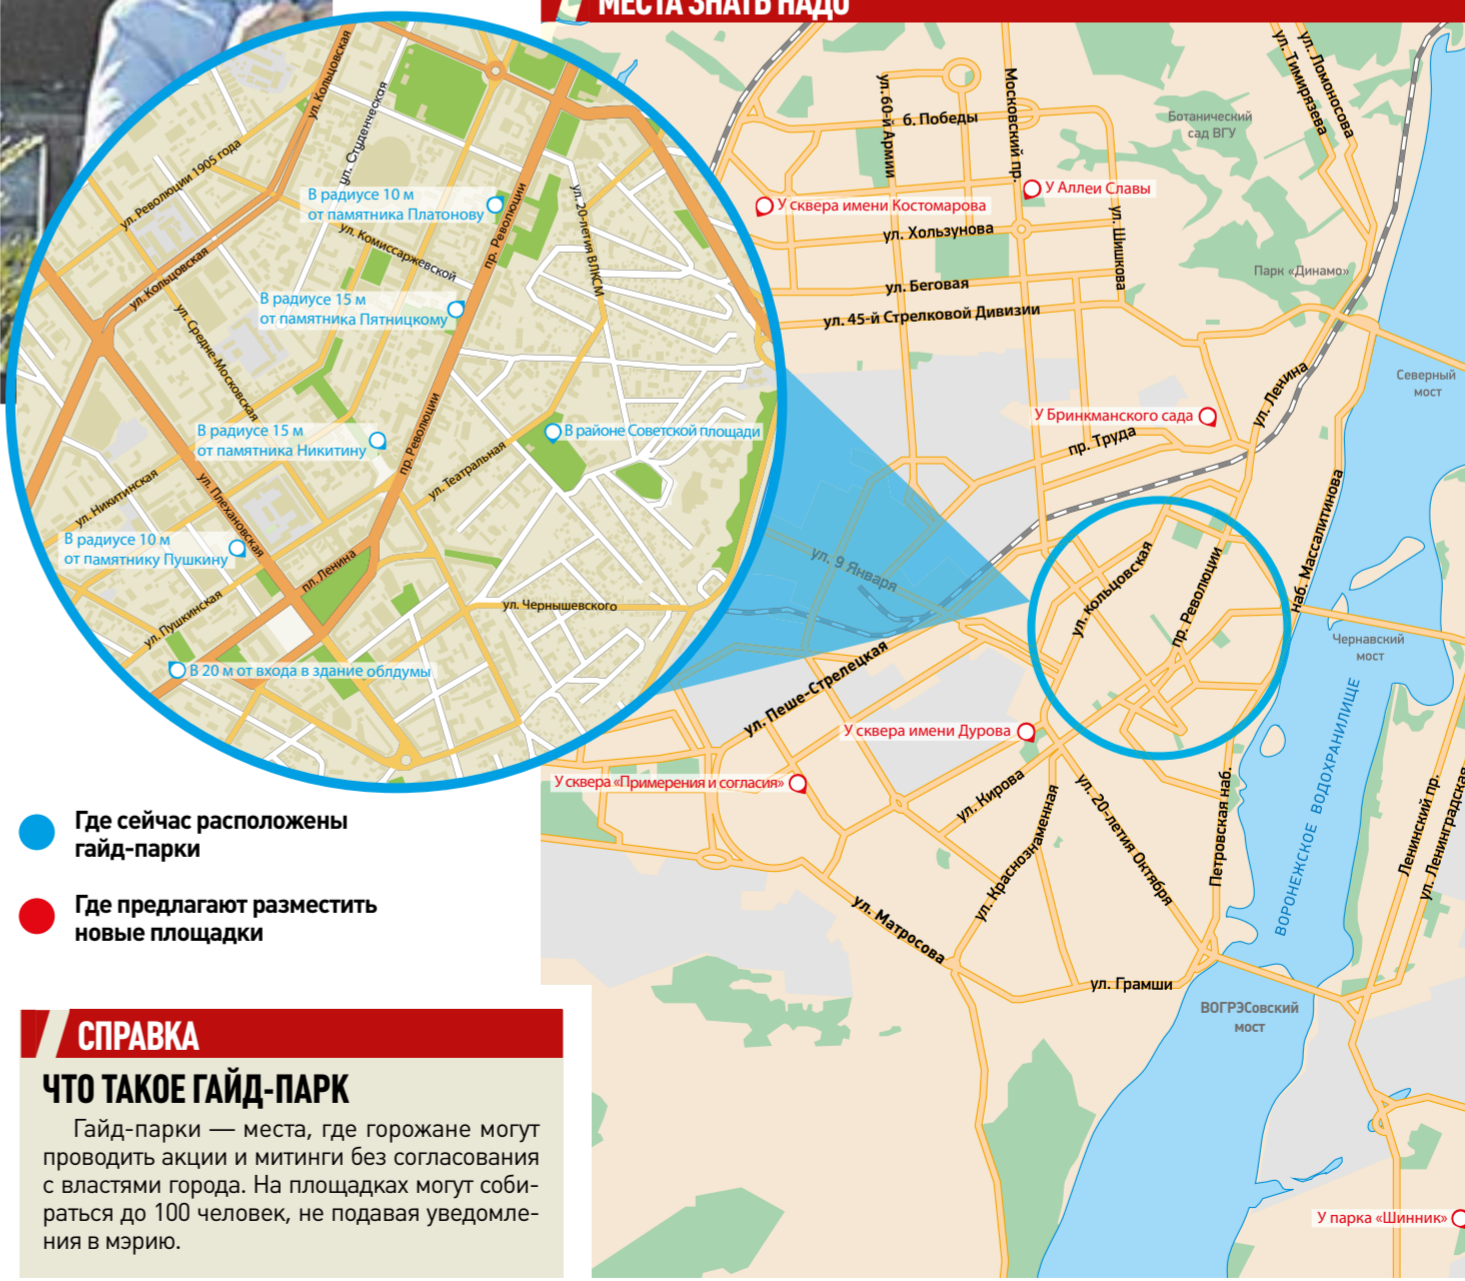 МЕСТА ЗНАТЬ НАДО
ул. Кольцовская
ул. Студенческая
ул. Революции 1905 года
В радиусе 10 м
от памятника Платонову
пр. Революции
ул. 20-летия ВЛКСМ
ул. Комиссаржевской
ул. Кольцовская
В радиусе 15 м
от памятника Пятницкому
ул. Средне-Московская
В радиусе 15 м
от памятника Никитину
пр. Революции
В районе Советской площади
ул. Театральная
ул. Никитинская
ул. Плехановская
В радиусе 10 м
от памятнику Пушкину
пл. Ленина
ул. Пушкинская
ул. Чернышевского
В 20 м от входа в здание облдумы
ул. 60-й Армии
б. Победы
Московский пр.
ул. Тимирязева
ул. Ломоносова
Ботанический
сад ВГУ
У сквера имени Костомарова
У Аллеи Славы
ул. Хользунова
ул. Шишкова
Парк «Динамо»
ул. Беговая
ул. 45-й Стрелковой Дивизии
Северный
мост
ул. Ленина
У Бринкманского сада
пр. Труда
ул. 9 Января
ул. кольцовская
пр. Революции
наб. Массалитинова
Чернавский
мост
ул. Пеше-Стрелецкая
У сквера имени Дурова
У сквера «Примерения и согласия»
ул. Кирова
ул. Краснознаменная
ул. 20-летия Октября
Петровская наб.
ВОРОНЕЖСКОЕ ВОДОХРАНИЛИЩЕ
Ленинский пр.
ул. Ленинградская
ул. Матросова
ул. Грамши
ВОГРЭСовский
мост
У парка «Шинник»
Где сейчас расположены
гайд-парки
Где предлагают разместить
новые площадки
СПРАВКА
ЧТО ТАКОЕ ГАЙД-ПАРК
Гайд-парки — места, где горожане могут
проводить акции и митинги без согласования
с властями города. На площадках могут соби-
раться до 100 человек, не подавая уведомле-
ния в мэрию.